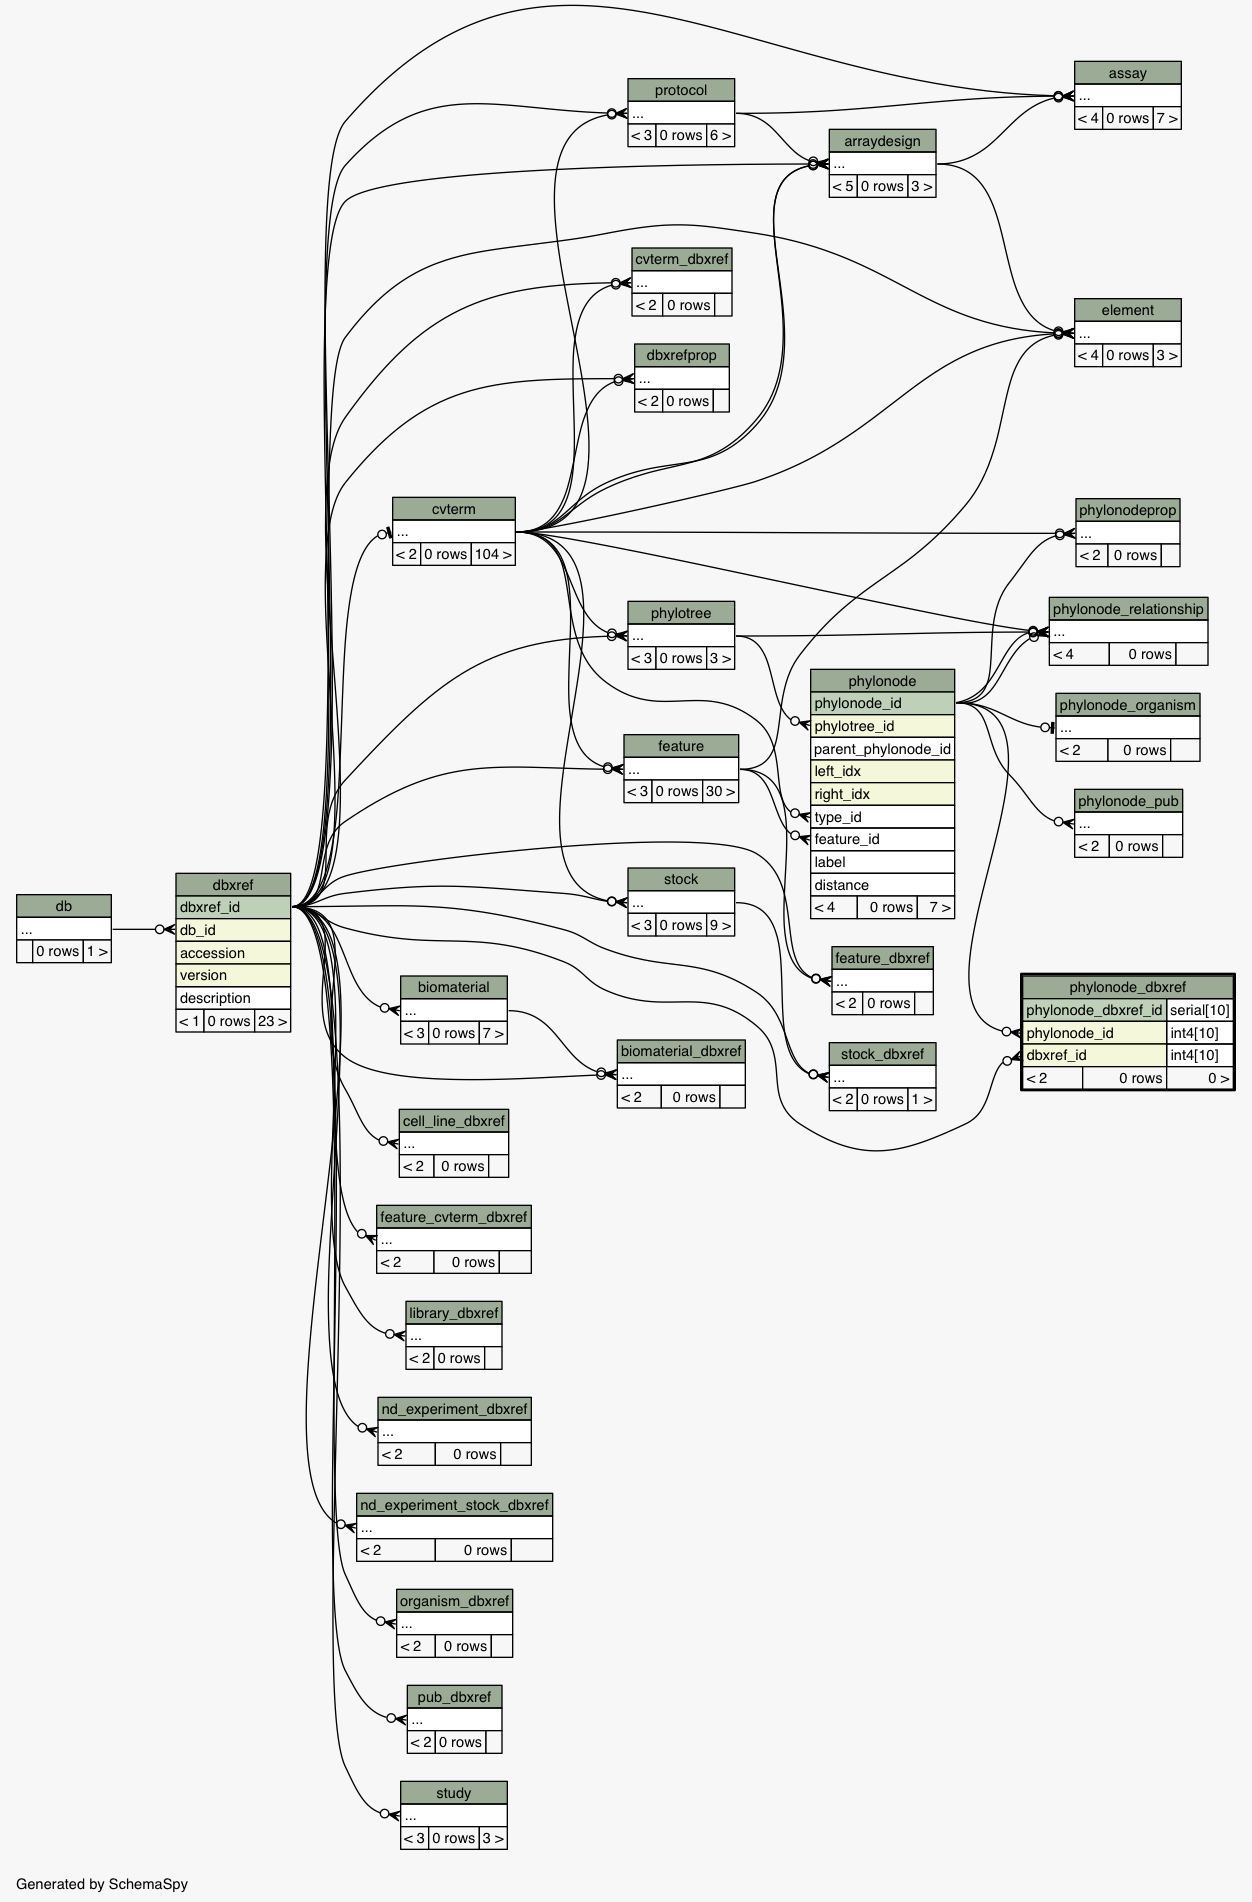 assay
...
< 4 0 rows 7 >
protocol
...
< 3 0 rows 6 >
arraydesign
...
< 5 0 rows 3 >
cvterm_dbxref
...
< 2 0 rows
element
...
< 4 0 rows 3 >
dbxrefprop
...
< 2 0 rows
cvterm
...
< 2 0 rows 104 >
phylonodeprop
...
< 2 0 rows
phylotree
...
< 3 0 rows 3 >
phylonode_relationship
...
< 4 0 rows
phylonode
phylonode_id
phylotree_id
parent_phylonode_id
left_idx
right_idx
type_id
feature_id
label
distance
< 4 0 rows 7 >
phylonode_organism
...
< 2 0 rows
feature
...
< 3 0 rows 30 >
phylonode_pub
...
< 2 0 rows
db
...
0 rows 1 >
dbxref
dbxref_id
db_id
accession
version
description
< 1 0 rows 23 >
stock
...
< 3 0 rows 9 >
feature_dbxref
...
< 2 0 rows
phylonode_dbxref
phylonode_dbxref_id serial[10]
phylonode_id int4[10]
dbxref_id int4[10]
< 2 0 rows 0 >
biomaterial
...
< 3 0 rows 7 >
biomaterial_dbxref
...
< 2 0 rows
stock_dbxref
...
< 2 0 rows 1 >
cell_line_dbxref
...
< 2 0 rows
feature_cvterm_dbxref
...
< 2 0 rows
library_dbxref
...
< 2 0 rows
nd_experiment_dbxref
...
< 2 0 rows
nd_experiment_stock_dbxref
...
< 2 0 rows
organism_dbxref
...
< 2 0 rows
pub_dbxref
...
< 2 0 rows
study
...
< 3 0 rows 3 >
Generated by SchemaSpy